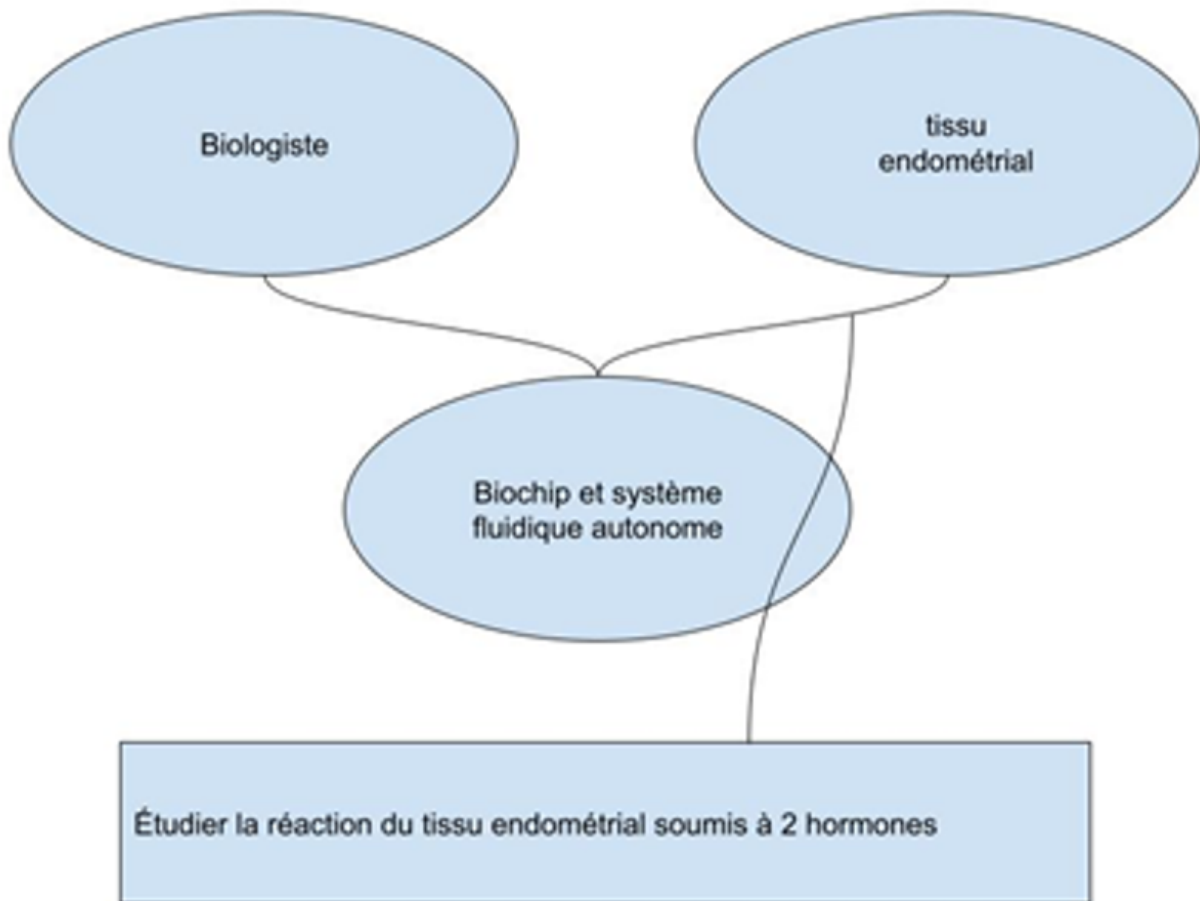 Biologiste
tissu
endométrial
Biochip et système
fluidique autonome
Étudier la réaction du tissu endométrial soumis à 2 hormones